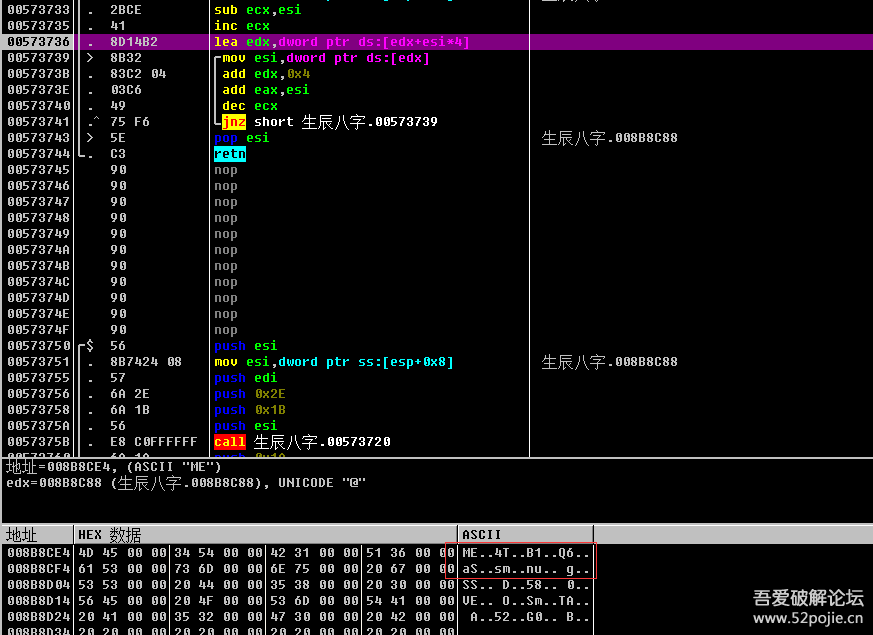 00573733 . 2BCE sub ecx,esi
00573735 . 41 inc ecx
00573736 . 8D14B2 lea edx,dword ptr ds:[edx+esi*4]
00573739 > 8B32 mov esi,dword ptr ds:[edx]
0057373B . 83C2 04 add edx,0x4
0057373E . 03C6 add eax,esi
00573740 . 49 dec ecx
00573741 .^ 75 F6 jnz short 生辰八字.00573739
00573743 > 5E pop esi 生辰八字.008B8C88
00573744 . C3 retn
00573745 90 nop
00573746 90 nop
00573747 90 nop
00573748 90 nop
00573749 90 nop
0057374A 90 nop
0057374B 90 nop
0057374C 90 nop
0057374D 90 nop
0057374E 90 nop
0057374F 90 nop
00573750 $ 56 push esi
00573751 . 8B7424 08 mov esi,dword ptr ss:[esp+0x8] 生辰八字.008B8C88
00573755 . 57 push edi
00573756 . 6A 2E push 0x2E
00573758 . 6A 1B push 0x1B
0057375A . 56 push esi
0057375B . E8 C0FFFFFF call 生辰八字.00573720
地址=008B8CE4, (ASCII "ME")
edx=008B8C88 (生辰八字.008B8C88), UNICODE "@"
地址 HEX 数据 ASCII
008B8CE4 4D 45 00 00 34 54 00 00 42 31 00 00 51 36 00 00 ME..4T..B1..Q6..
008B8CF4 61 53 00 00 73 6D 00 00 6E 75 00 00 20 67 00 00 aS..sm..nu.. g..
008B8D04 53 53 00 00 20 44 00 00 35 38 00 00 20 30 00 00 SS.. D..58.. 0..
008B8D14 56 45 00 00 20 4F 00 00 53 6D 00 00 54 41 00 00 VE.. O..Sm..TA..
008B8D24 20 41 00 00 35 32 00 00 47 30 00 00 20 42 00 00 A..52..G0.. B..
吾爱破解论坛
www.52pojie.cn